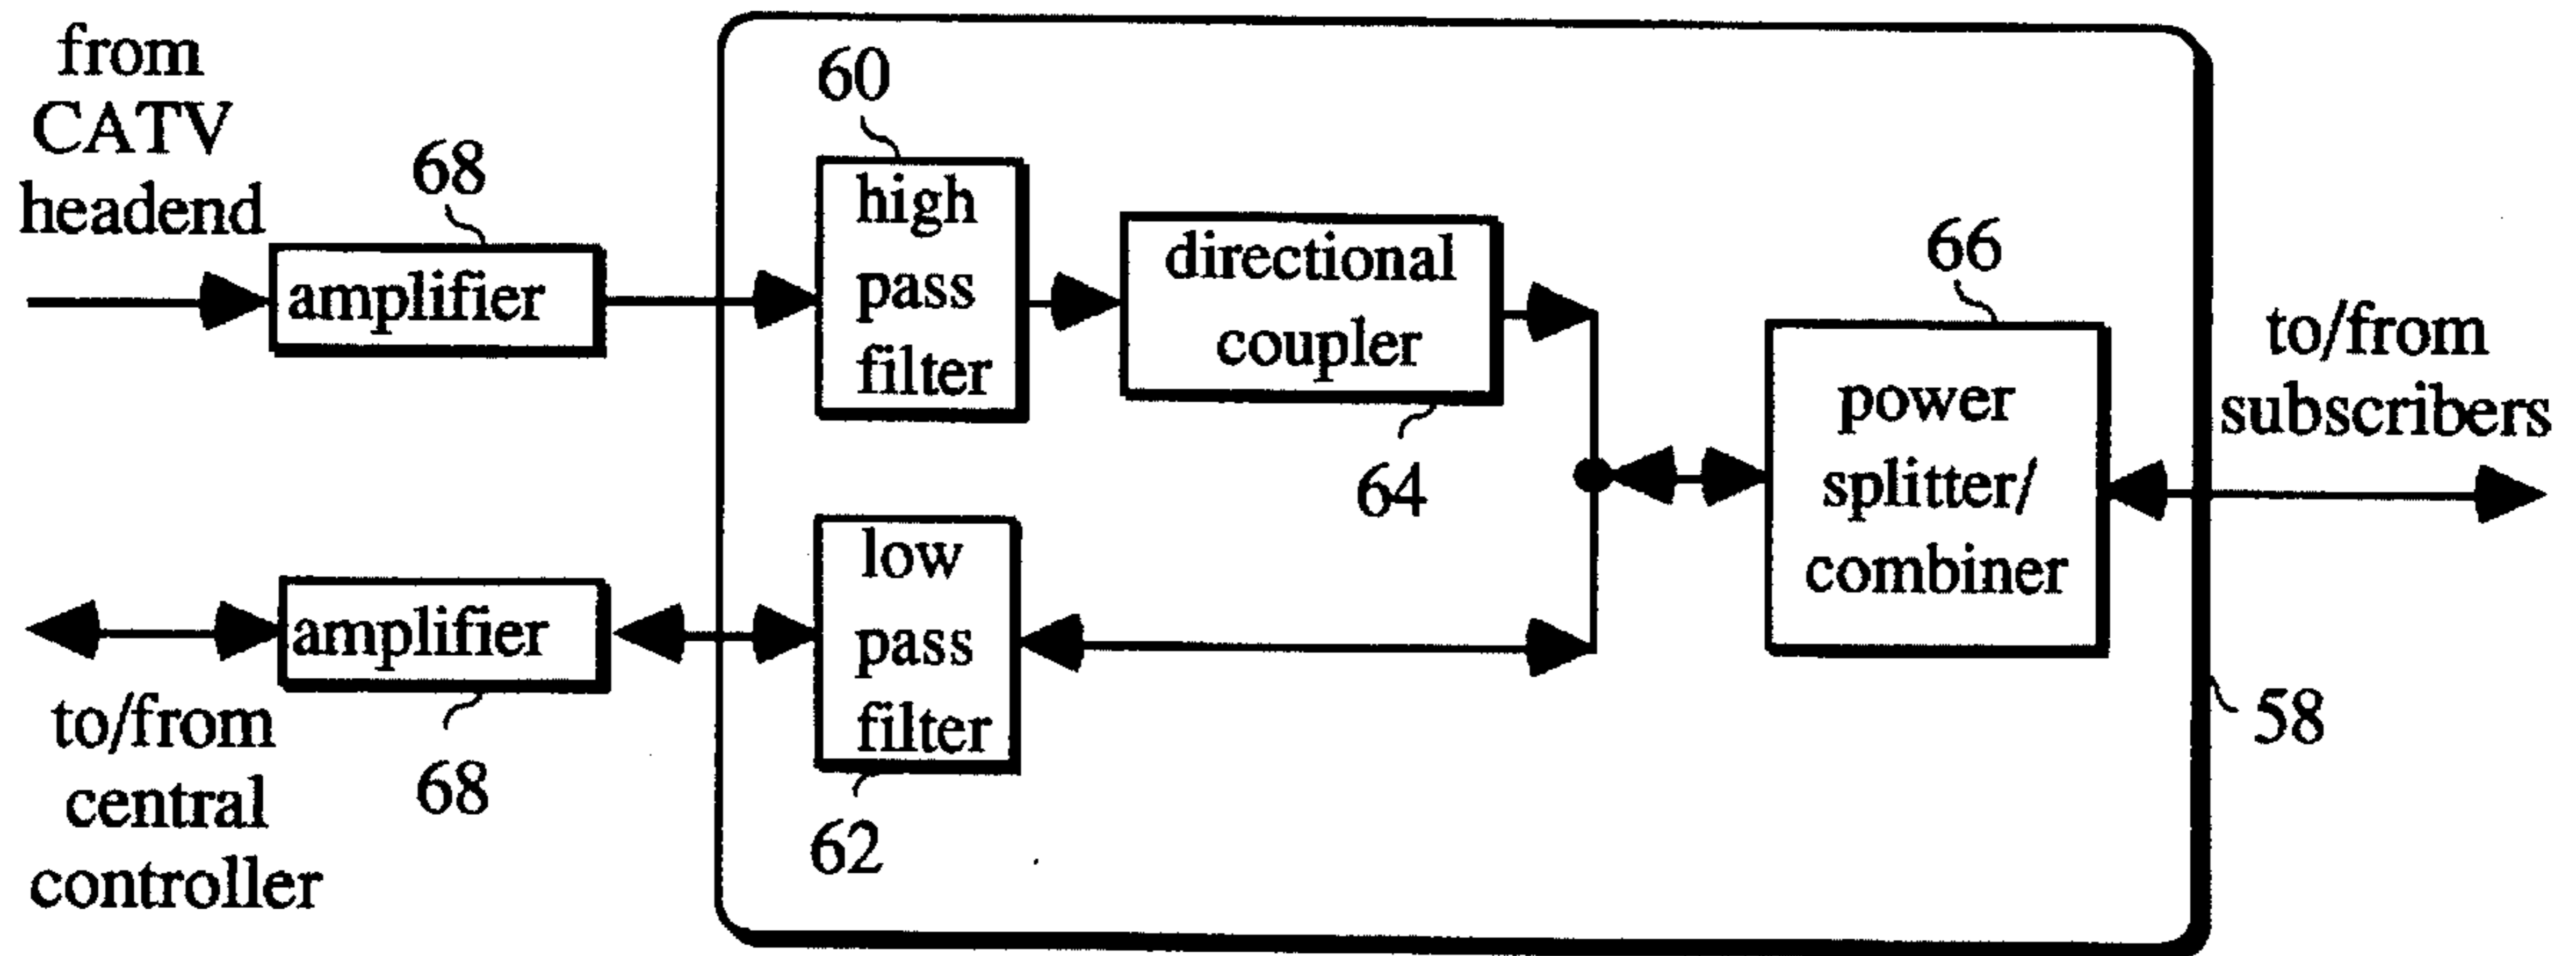 from
CATV
headend
68
amplifier
60
high
pass
filter
directional
coupler
64
66
power
splitter/
combiner
to/from
subscribers
amplifier
68
to/from
central
controller
low
pass
filter
62
58